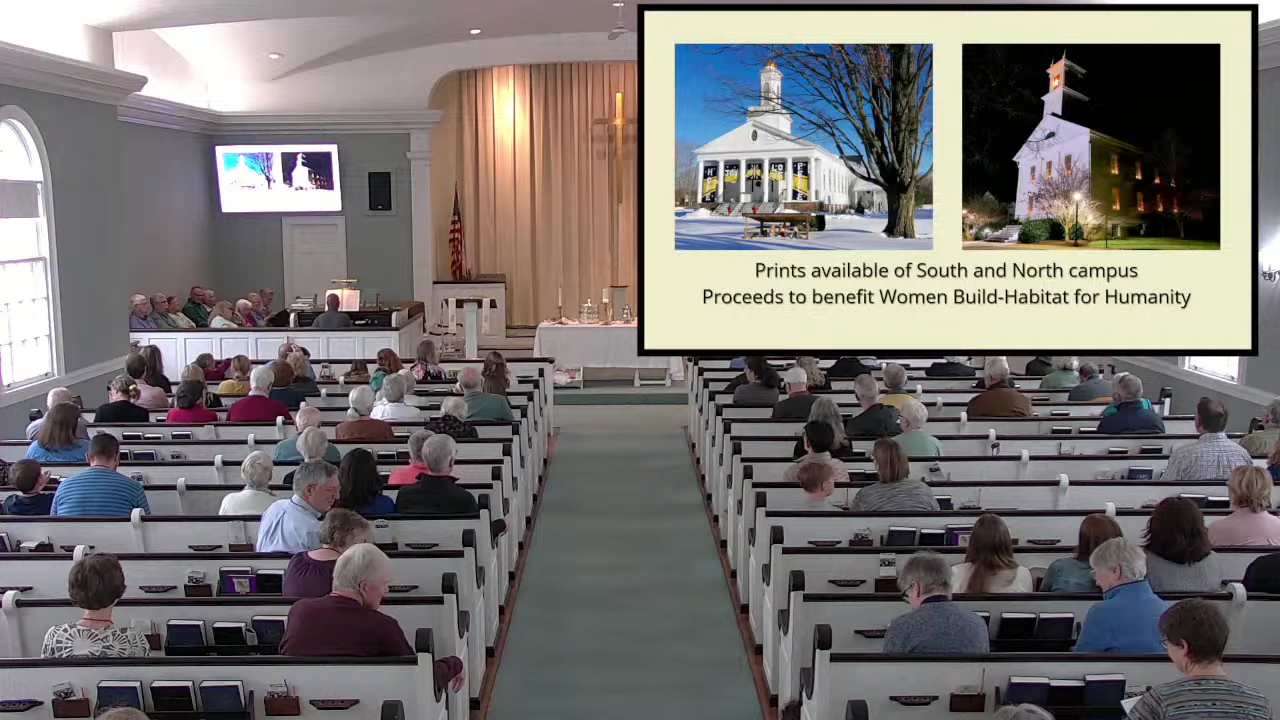 Prints available of South and North campus
Proceeds to benefit Women Build-Habitat for Humanity